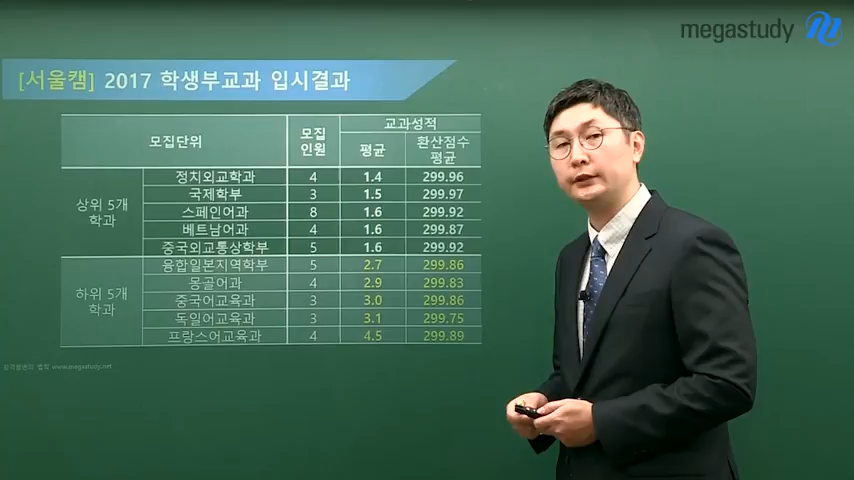 megastudy
[서울캠] 2017 학생부교과 입시결과
모집단위 모집인원 교과성적
평균 환산점수 평균
상위 5개 학과
정치외교학과 4 1.4 299.96
국제학부 3 1.5 299.97
스페인어과 8 1.6 299.92
베트남어과 4 1.6 299.87
중국외교통상학부 5 1.6 299.92
하위 5개 학과
융합일본지역학부 5 2.7 299.86
몽골어과 4 2.9 299.83
중국어교육과 3 3.0 299.86
독일어교육과 3 3.1 299.75
프랑스어교육과 4 4.5 299.89
www.megastudy.net